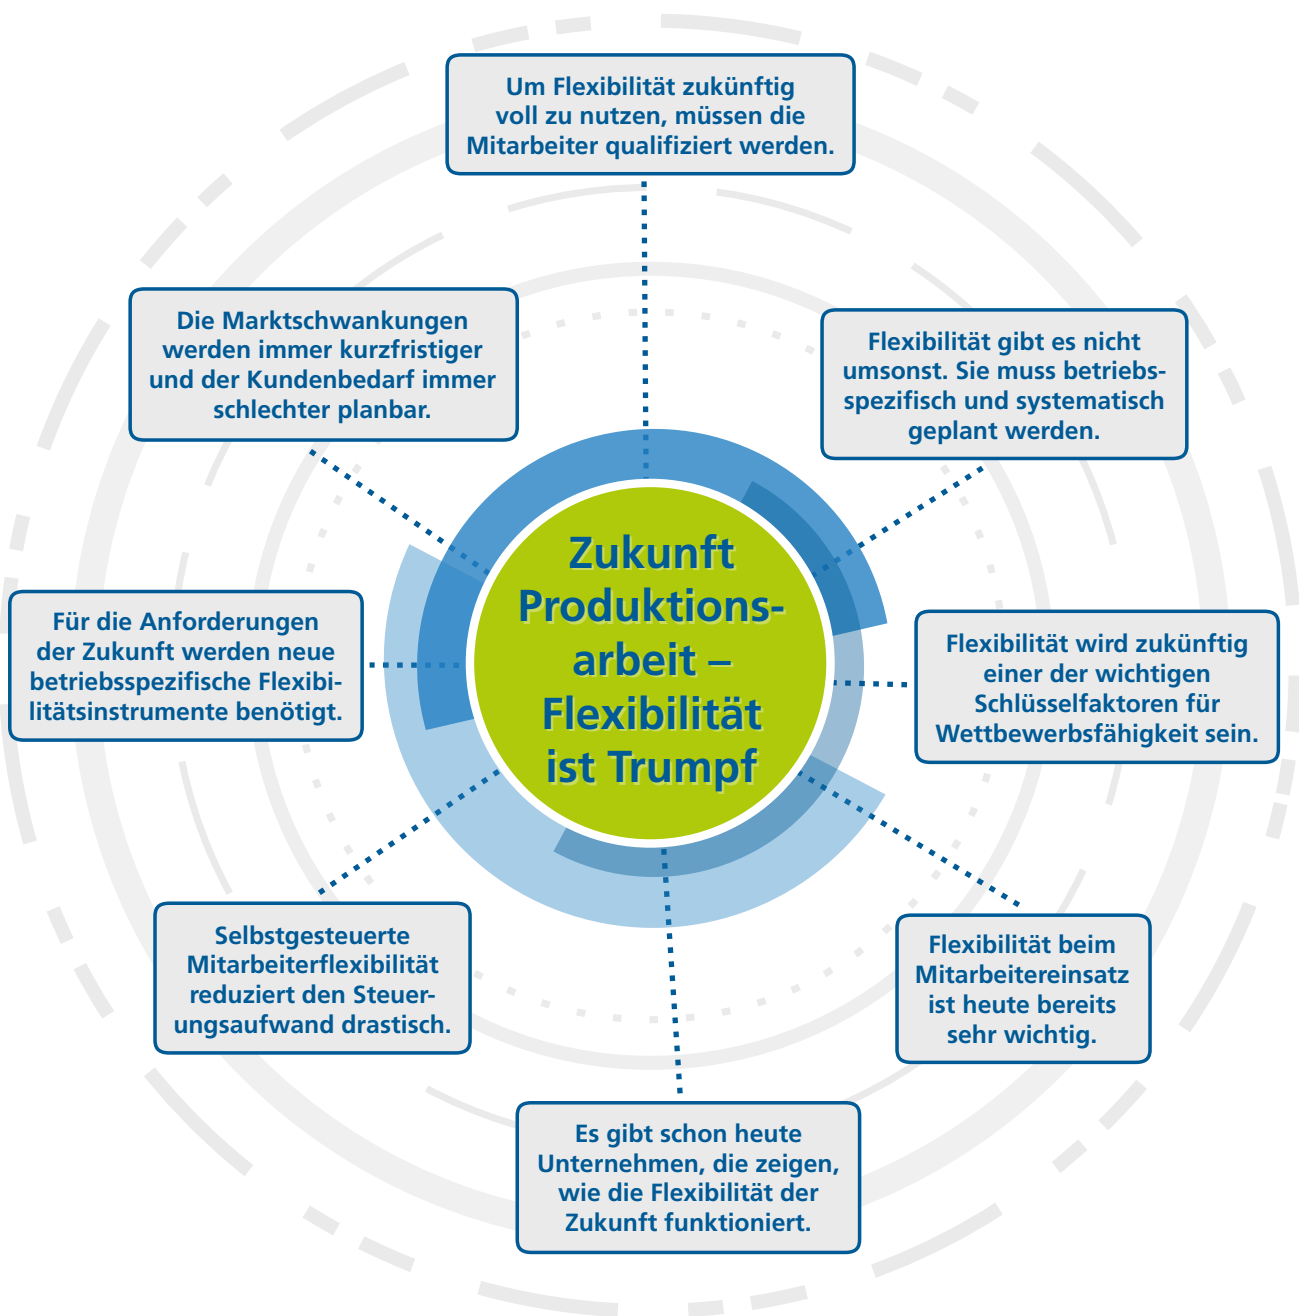 Um Flexibilität zukünftig
voll zu nutzen, müssen die
Mitarbeiter qualifiziert werden.
Die Marktschwankungen
werden immer kurzfristiger
und der Kundenbedarf immer
schlechter planbar.
Flexibilität gibt es nicht
umsonst. Sie muss betriebs-
spezifisch und systematisch
geplant werden.
Zukunft
Produktions-
arbeit –
Flexibilität
ist Trumpf
Für die Anforderungen
der Zukunft werden neue
betriebsspezifische Flexibi-
litätsinstrumente benötigt.
Flexibilität wird zukünftig
einer der wichtigen
Schlüsselfaktoren für
Wettbewerbsfähigkeit sein.
Selbstgesteuerte
Mitarbeiterflexibilität
reduziert den Steuer-
ungsaufwand drastisch.
Flexibilität beim
Mitarbeitereinsatz
ist heute bereits
sehr wichtig.
Es gibt schon heute
Unternehmen, die zeigen,
wie die Flexibilität der
Zukunft funktioniert.